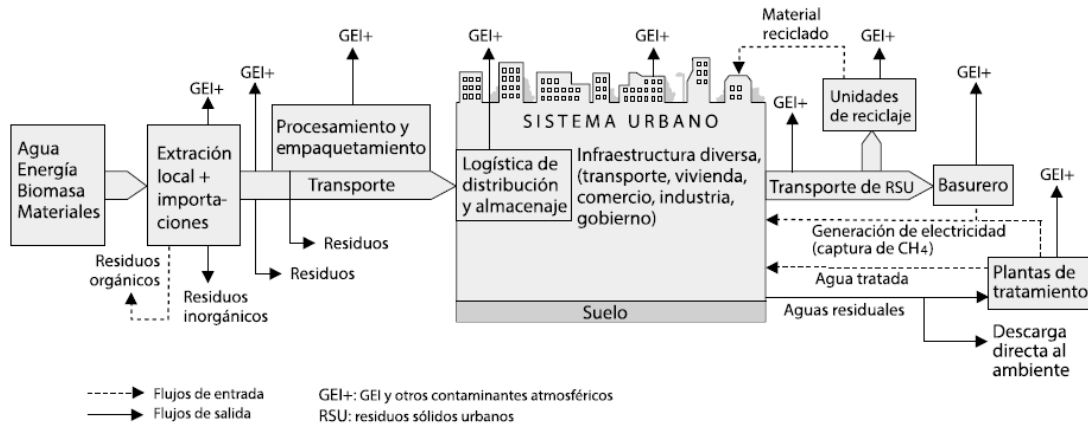 Material
reciclado
GEI+
GEI+
GEI+
GEI+
GEI+
GEI+
GEI+
GEI+
GEI+
Agua
Energía
Biomasa
Materiales
Extración
local +
importa-
ciones
Procesamiento y
empaquetamiento
Transporte
SISTEMA URBANO
Logística de
distribución
y almacenaje
Infraestructura diversa,
(transporte, vivienda,
comercio, industria,
gobierno)
Unidades
de reciclaje
Transporte de RSU
Basurero
Generación de electricidad
(captura de CH4)
Agua tratada
Plantas de
tratamiento
Aguas residuales
Descarga
directa al
ambiente
Residuos
orgánicos
Residuos
inorgánicos
Residuos
Residuos
Suelo
Flujos de entrada
Flujos de salida
GEI+: GEI y otros contaminantes atmosféricos
RSU: residuos sólidos urbanos